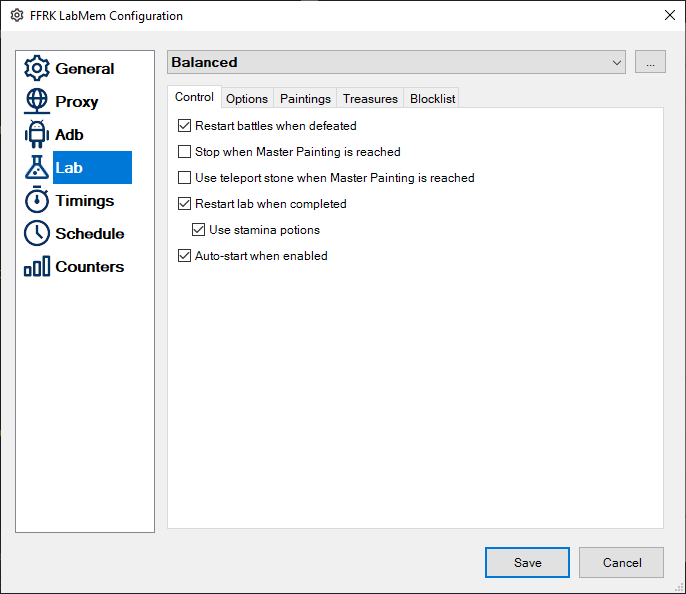 FFRK LabMem Configuration
General
Proxy
Adb
Lab
Timings
Schedule
Counters
Balanced
...
Control Options Paintings Treasures Blocklist
Restart battles when defeated
Stop when Master Painting is reached
Use teleport stone when Master Painting is reached
Restart lab when completed
Use stamina potions
Auto-start when enabled
Save Cancel